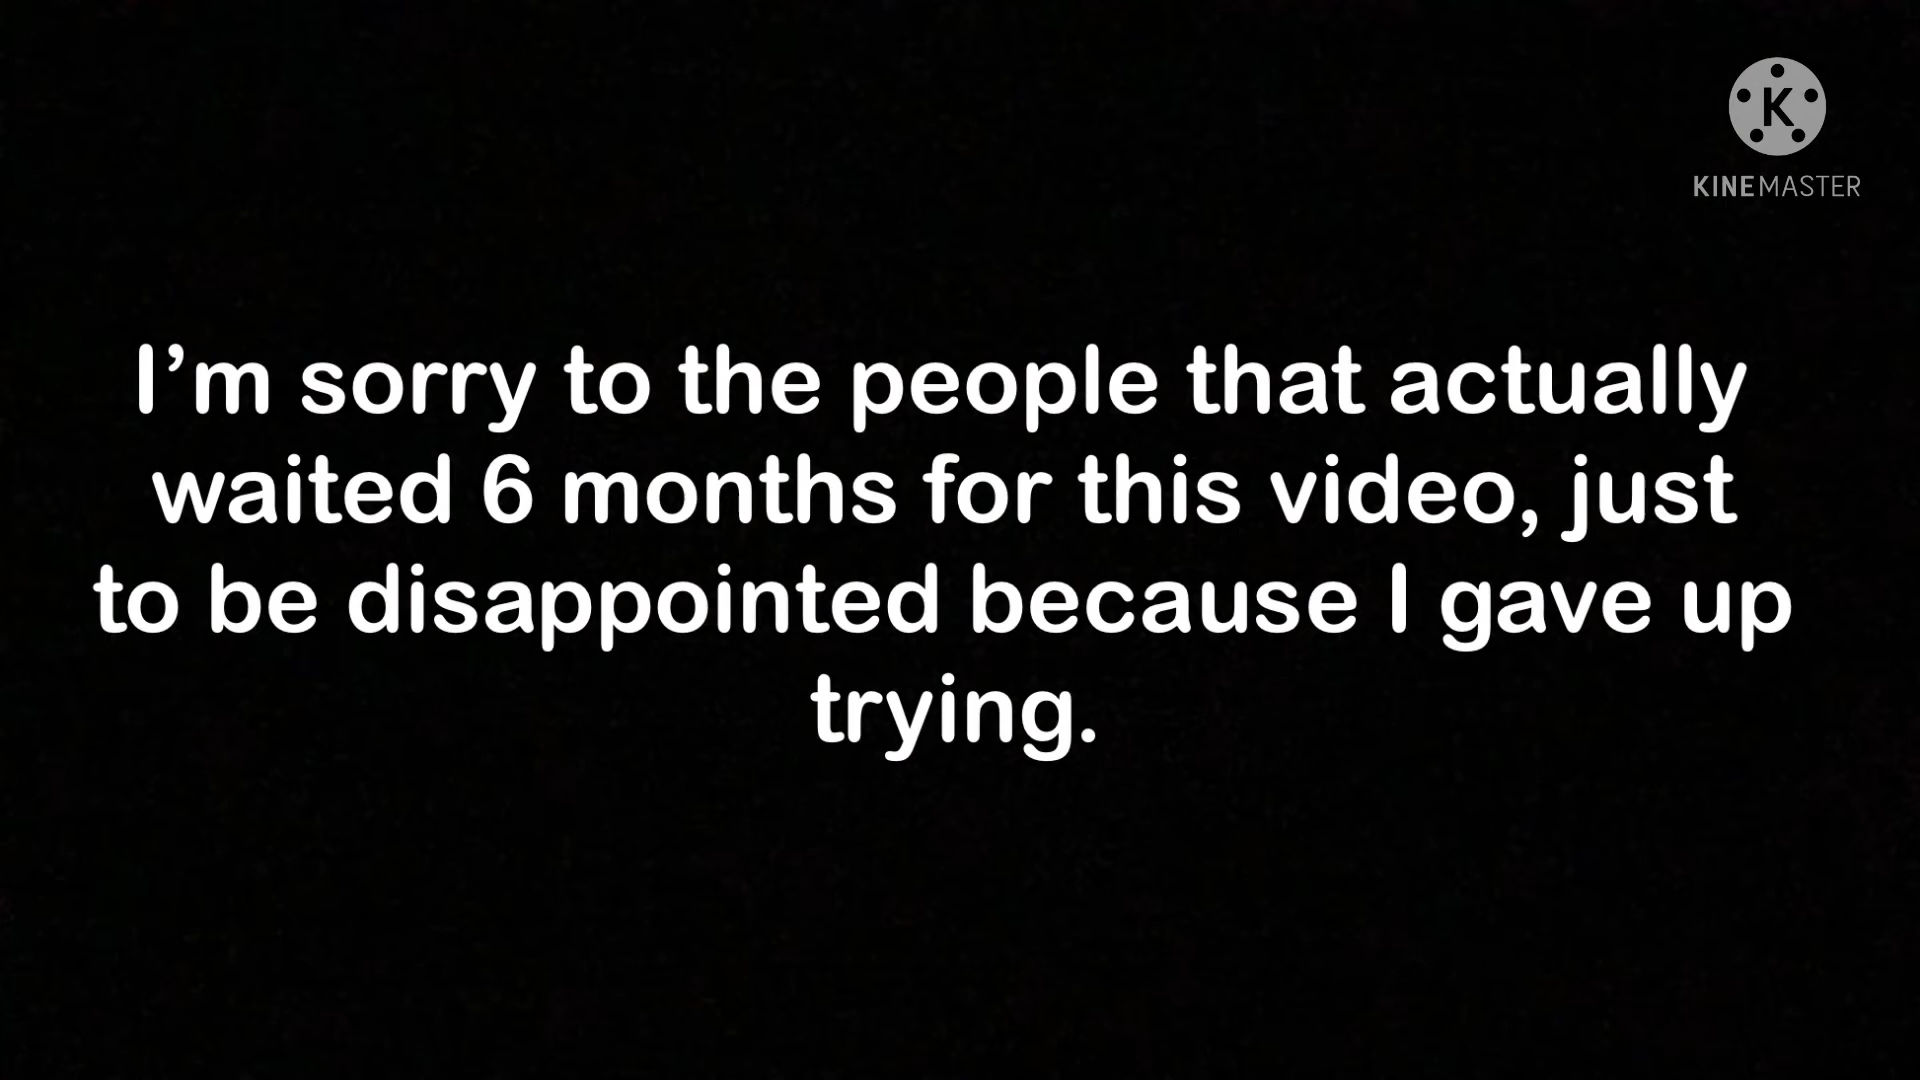 K
KINEMASTER
I’m sorry to the people that actually
waited 6 months for this video, just
to be disappointed because I gave up
trying.